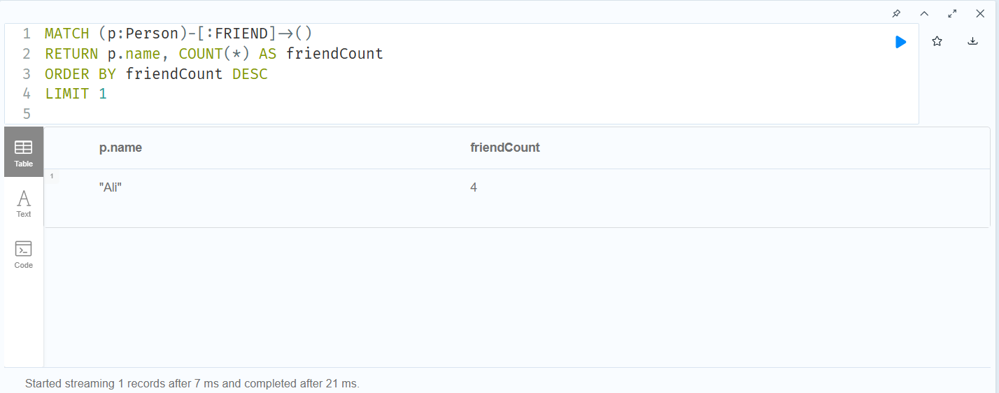 1 MATCH (p:Person)-[:FRIEND]->()
2 RETURN p.name, COUNT(*) AS friendCount
3 ORDER BY friendCount DESC
4 LIMIT 1
5
Table
p.name friendCount
1 "Ali" 4
Text
Code
Started streaming 1 records after 7 ms and completed after 21 ms.